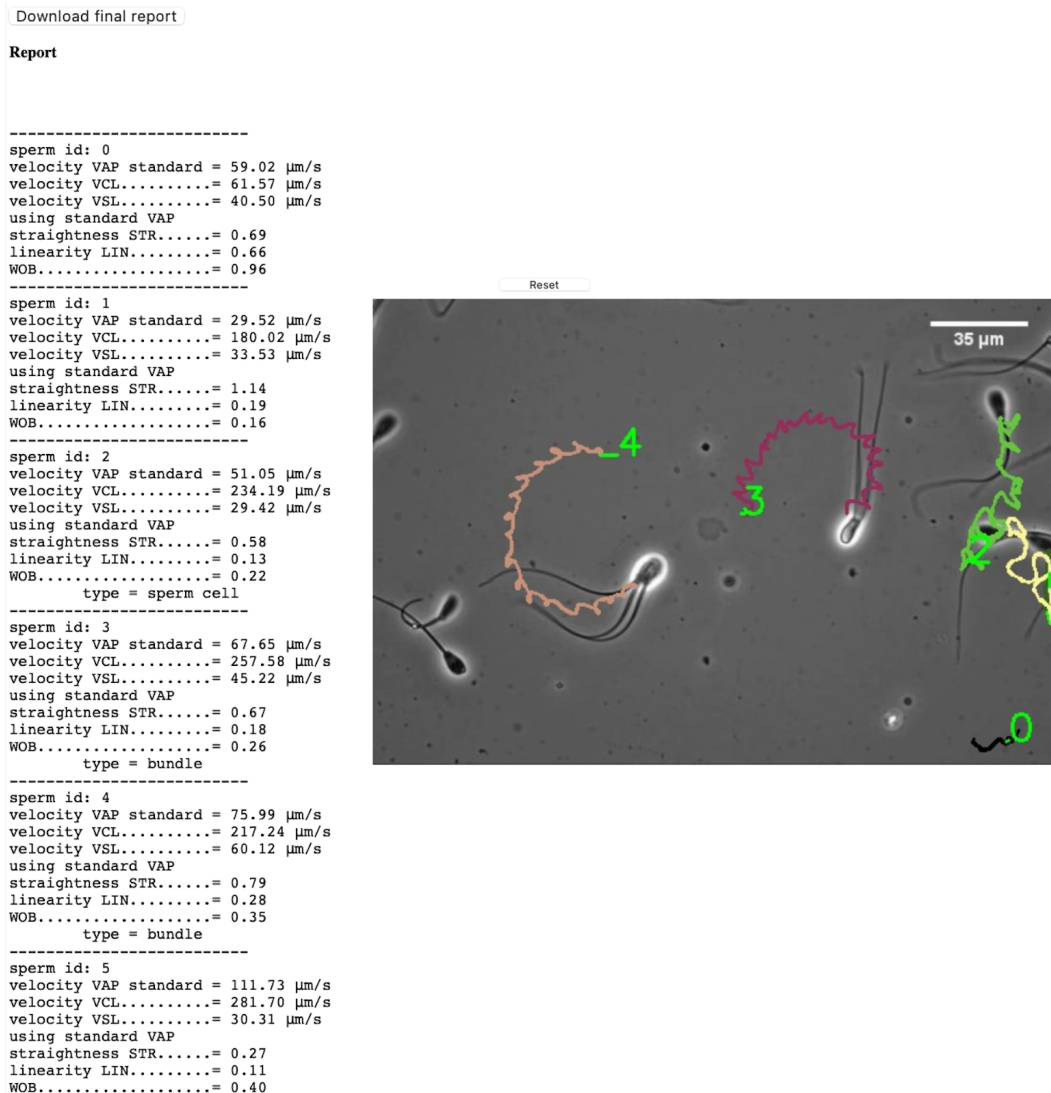 Download final report
Report
--------------------------
sperm id: 0
velocity VAP standard = 59.02 µm/s
velocity VCL..........= 61.57 µm/s
velocity VSL..........= 40.50 µm/s
using standard VAP
straightness STR......= 0.69
linearity LIN.........= 0.66
WOB...................= 0.96
--------------------------
sperm id: 1
velocity VAP standard = 29.52 µm/s
velocity VCL..........= 180.02 µm/s
velocity VSL..........= 33.53 µm/s
using standard VAP
straightness STR......= 1.14
linearity LIN.........= 0.19
WOB...................= 0.16
--------------------------
sperm id: 2
velocity VAP standard = 51.05 µm/s
velocity VCL..........= 234.19 µm/s
velocity VSL..........= 29.42 µm/s
using standard VAP
straightness STR......= 0.58
linearity LIN.........= 0.13
WOB...................= 0.22
type = sperm cell
--------------------------
sperm id: 3
velocity VAP standard = 67.65 µm/s
velocity VCL..........= 257.58 µm/s
velocity VSL..........= 45.22 µm/s
using standard VAP
straightness STR......= 0.67
linearity LIN.........= 0.18
WOB...................= 0.26
type = bundle
--------------------------
sperm id: 4
velocity VAP standard = 75.99 µm/s
velocity VCL..........= 217.24 µm/s
velocity VSL..........= 60.12 µm/s
using standard VAP
straightness STR......= 0.79
linearity LIN.........= 0.28
WOB...................= 0.35
type = bundle
--------------------------
sperm id: 5
velocity VAP standard = 111.73 µm/s
velocity VCL..........= 281.70 µm/s
velocity VSL..........= 30.31 µm/s
using standard VAP
straightness STR......= 0.27
linearity LIN.........= 0.11
WOB...................= 0.40
Reset
35 µm
4
3
2
0